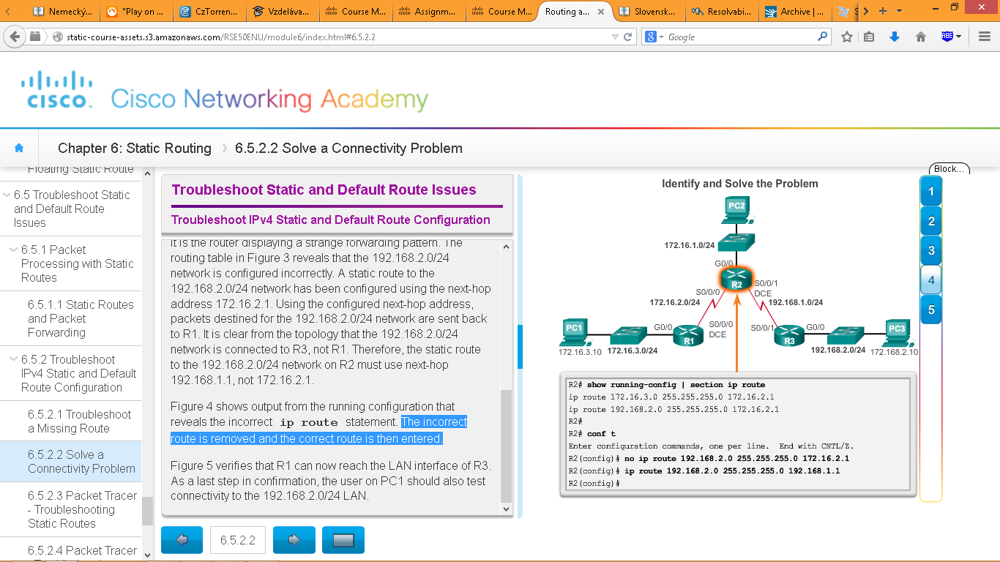 Nemecký...
"Play on ...
CzTorren...
Vzdeláva...
Course M...
Assignm...
Course M...
Routing a...
Slovensk...
Resolvabi...
Archive | ...
static-course-assets.s3.amazonaws.com/RSE50ENU/module6/index.html#6.5.2.2
Google
ABE
CISCO.
Cisco Networking Academy
Chapter 6: Static Routing
6.5.2.2 Solve a Connectivity Problem
Floating Static Route
6.5 Troubleshoot Static
and Default Route
Issues
6.5.1 Packet
Processing with Static
Routes
6.5.1.1 Static Routes
and Packet
Forwarding
6.5.2 Troubleshoot
IPv4 Static and Default
Route Configuration
6.5.2.1 Troubleshoot
a Missing Route
6.5.2.2 Solve a
Connectivity Problem
6.5.2.3 Packet Tracer
- Troubleshooting
Static Routes
6.5.2.4 Packet Tracer
Troubleshoot Static and Default Route Issues
Troubleshoot IPv4 Static and Default Route Configuration
It is the router displaying a strange forwarding pattern. The
routing table in Figure 3 reveals that the 192.168.2.0/24
network is configured incorrectly. A static route to the
192.168.2.0/24 network has been configured using the next-hop
address 172.16.2.1. Using the configured next-hop address,
packets destined for the 192.168.2.0/24 network are sent back
to R1. It is clear from the topology that the 192.168.2.0/24
network is connected to R3, not R1. Therefore, the static route
to the 192.168.2.0/24 network on R2 must use next-hop
192.168.1.1, not 172.16.2.1.
Figure 4 shows output from the running configuration that
reveals the incorrect ip route statement. The incorrect
route is removed and the correct route is then entered.
Figure 5 verifies that R1 can now reach the LAN interface of R3.
As a last step in confirmation, the user on PC1 should also test
connectivity to the 192.168.2.0/24 LAN.
6.5.2.2
Block...
1
2
3
4
5
Identify and Solve the Problem
PC2
172.16.1.0/24
G0/0
R2
S0/0/0
S0/0/1
DCE
172.16.2.0/24
192.168.1.0/24
PC1
G0/0
R1
S0/0/0
DCE
S0/0/1
R3
G0/0
PC3
172.16.3.10
172.16.3.0/24
192.168.2.0/24
172.168.2.10
R2# show running-config | section ip route
ip route 172.16.3.0 255.255.255.0 172.16.2.1
ip route 192.168.2.0 255.255.255.0 172.16.2.1
R2#
R2# conf t
Enter configuration commands, one per line. End with CNTL/Z.
R2(config)# no ip route 192.168.2.0 255.255.255.0 172.16.2.1
R2(config)# ip route 192.168.2.0 255.255.255.0 192.168.1.1
R2(config)#